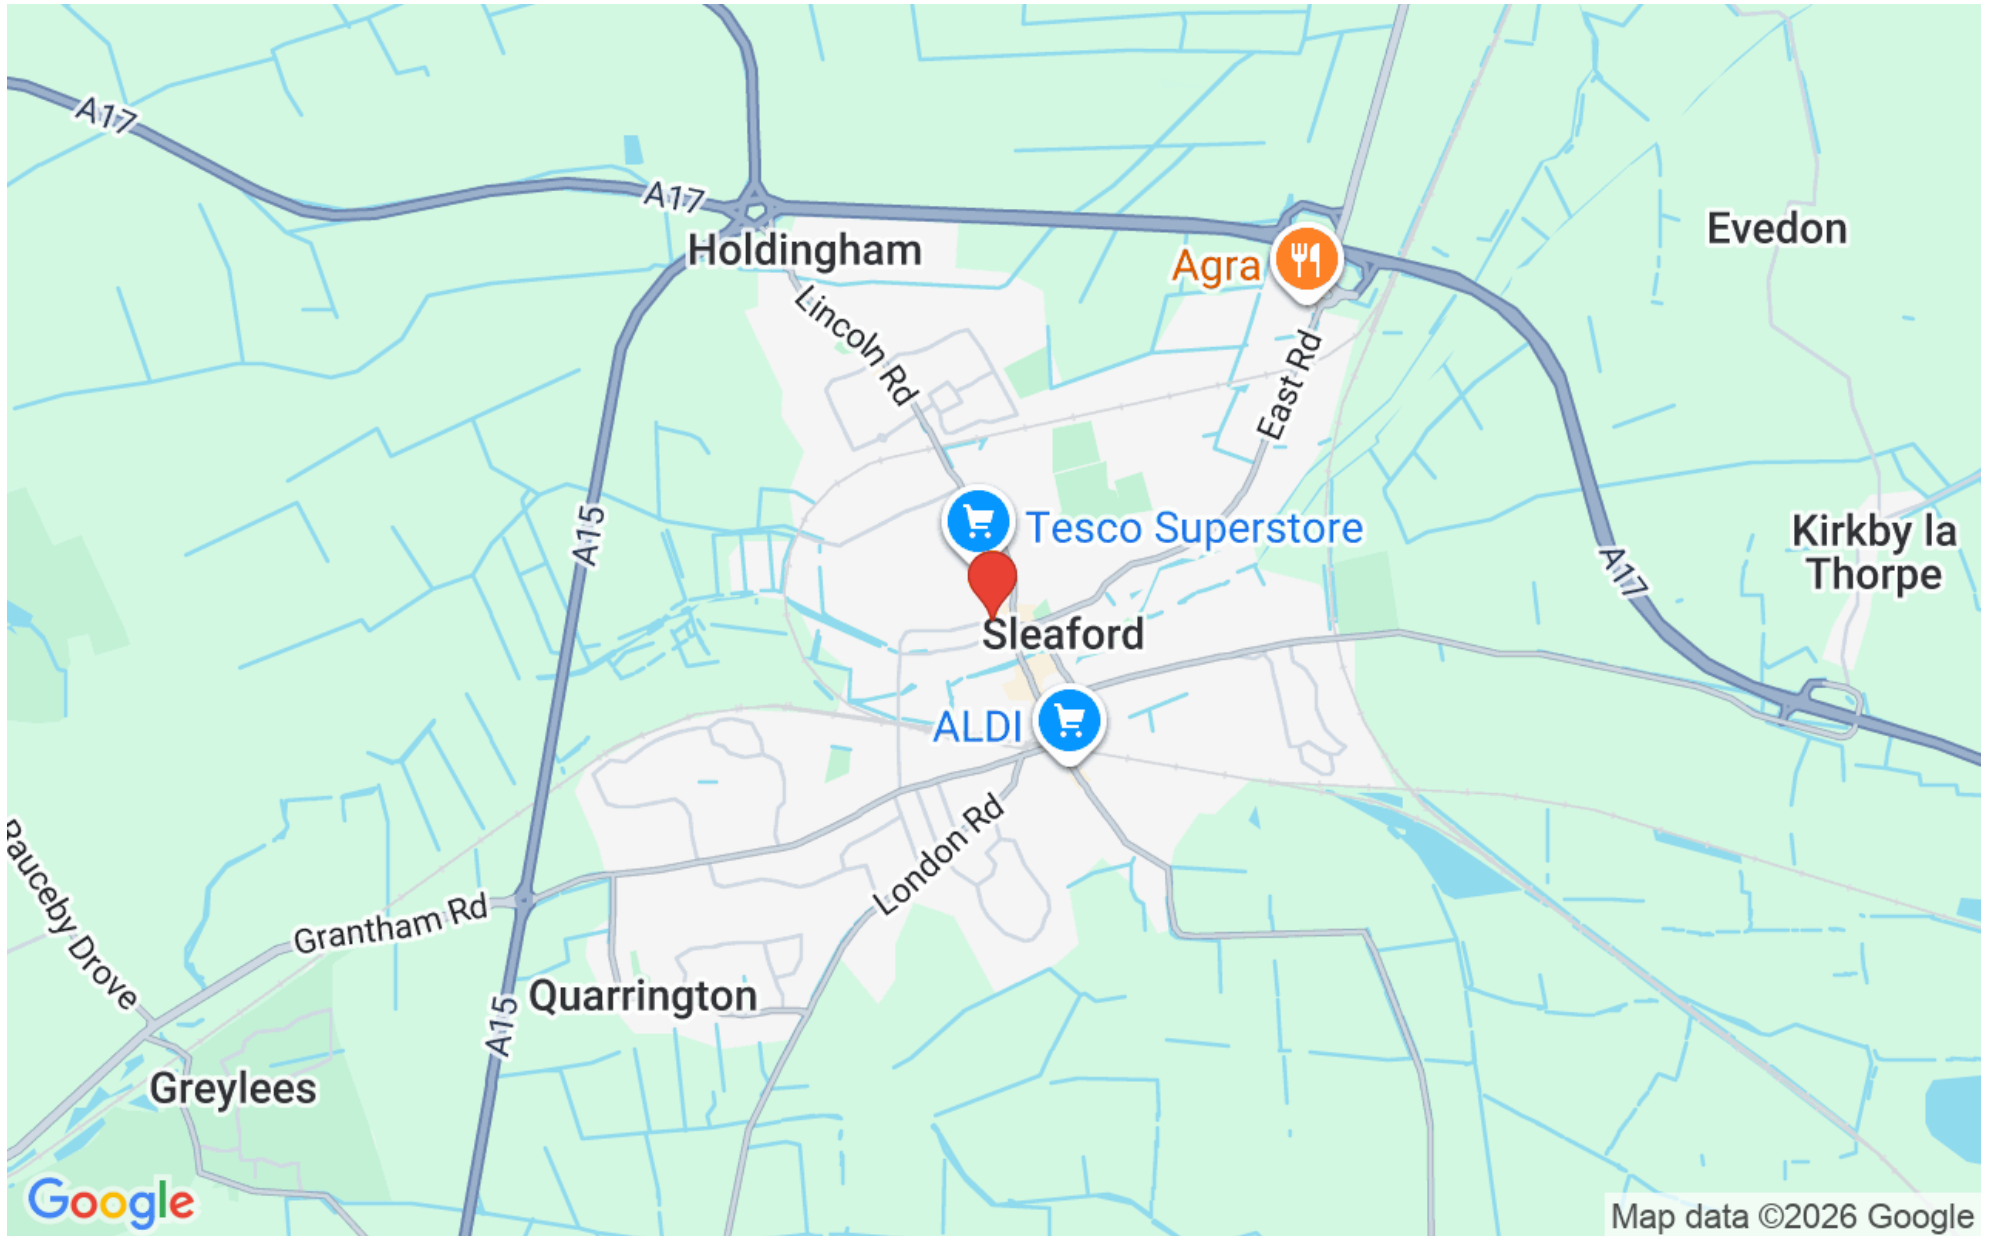 A17
A17
Holdingham
Evedon
Agra
Lincoln Rd
East Rd
A15
Tesco Superstore
Kirkby la
Thorpe
A17
Sleaford
ALDI
London Rd
Rauceby Drove
Grantham Rd
Quarrington
A15
Greylees
Google
Map data ©2026 Google